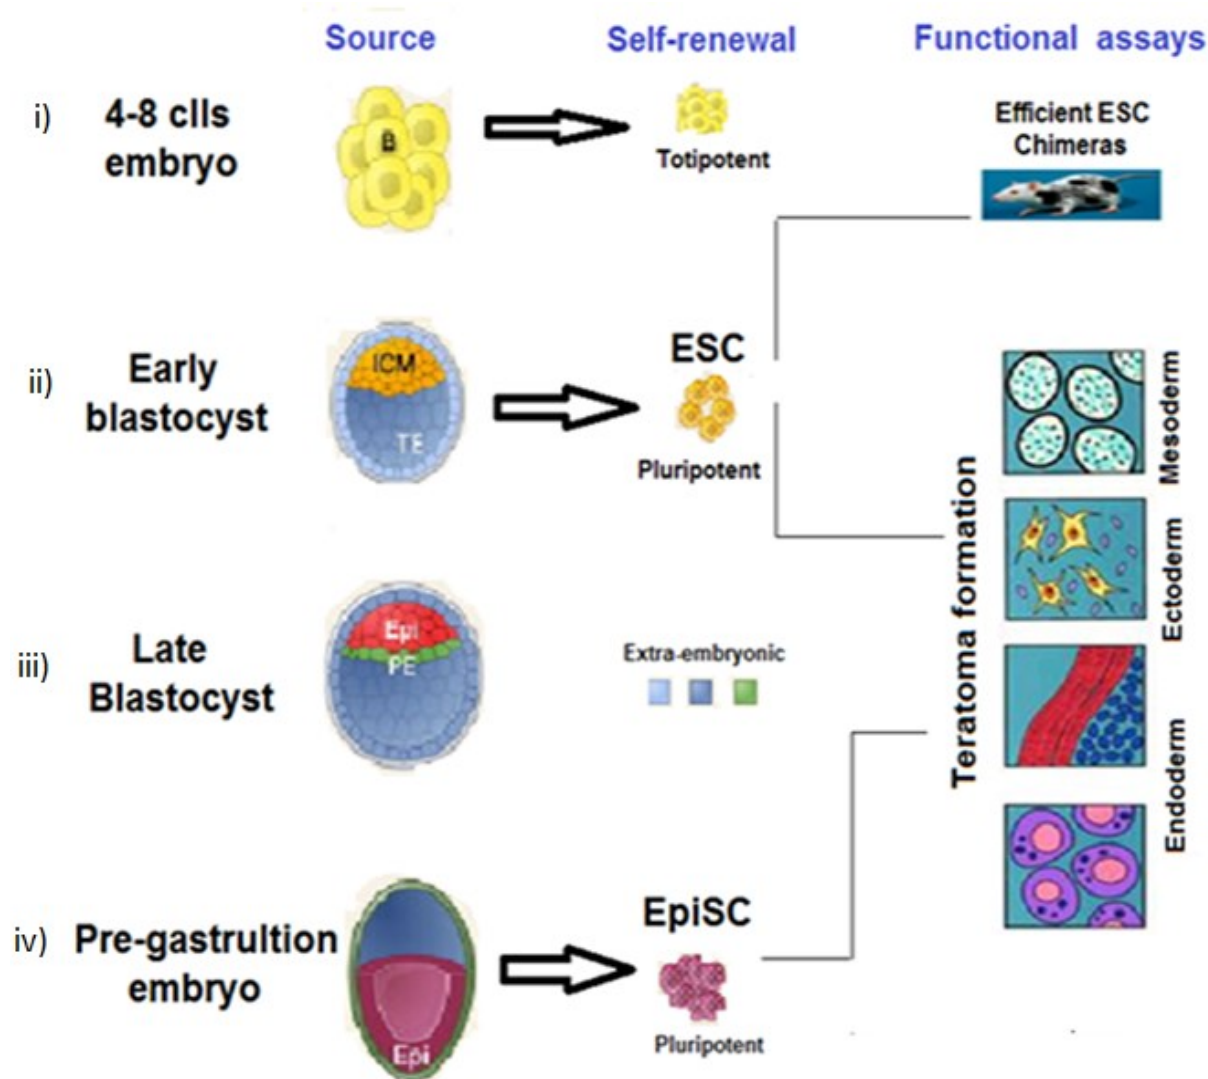 Source
Self-renewal
Functional assays
i)
4-8 clls
embryo
B
Totipotent
Efficient ESC
Chimeras
ii)
Early
blastocyst
ICM
TE
ESC
Pluripotent
iii)
Late
Blastocyst
Epi
PE
Extra-embryonic
Teratoma formation
Mesoderm
Ectoderm
Endoderm
iv)
Pre-gastrultion
embryo
Epi
EpiSC
Pluripotent